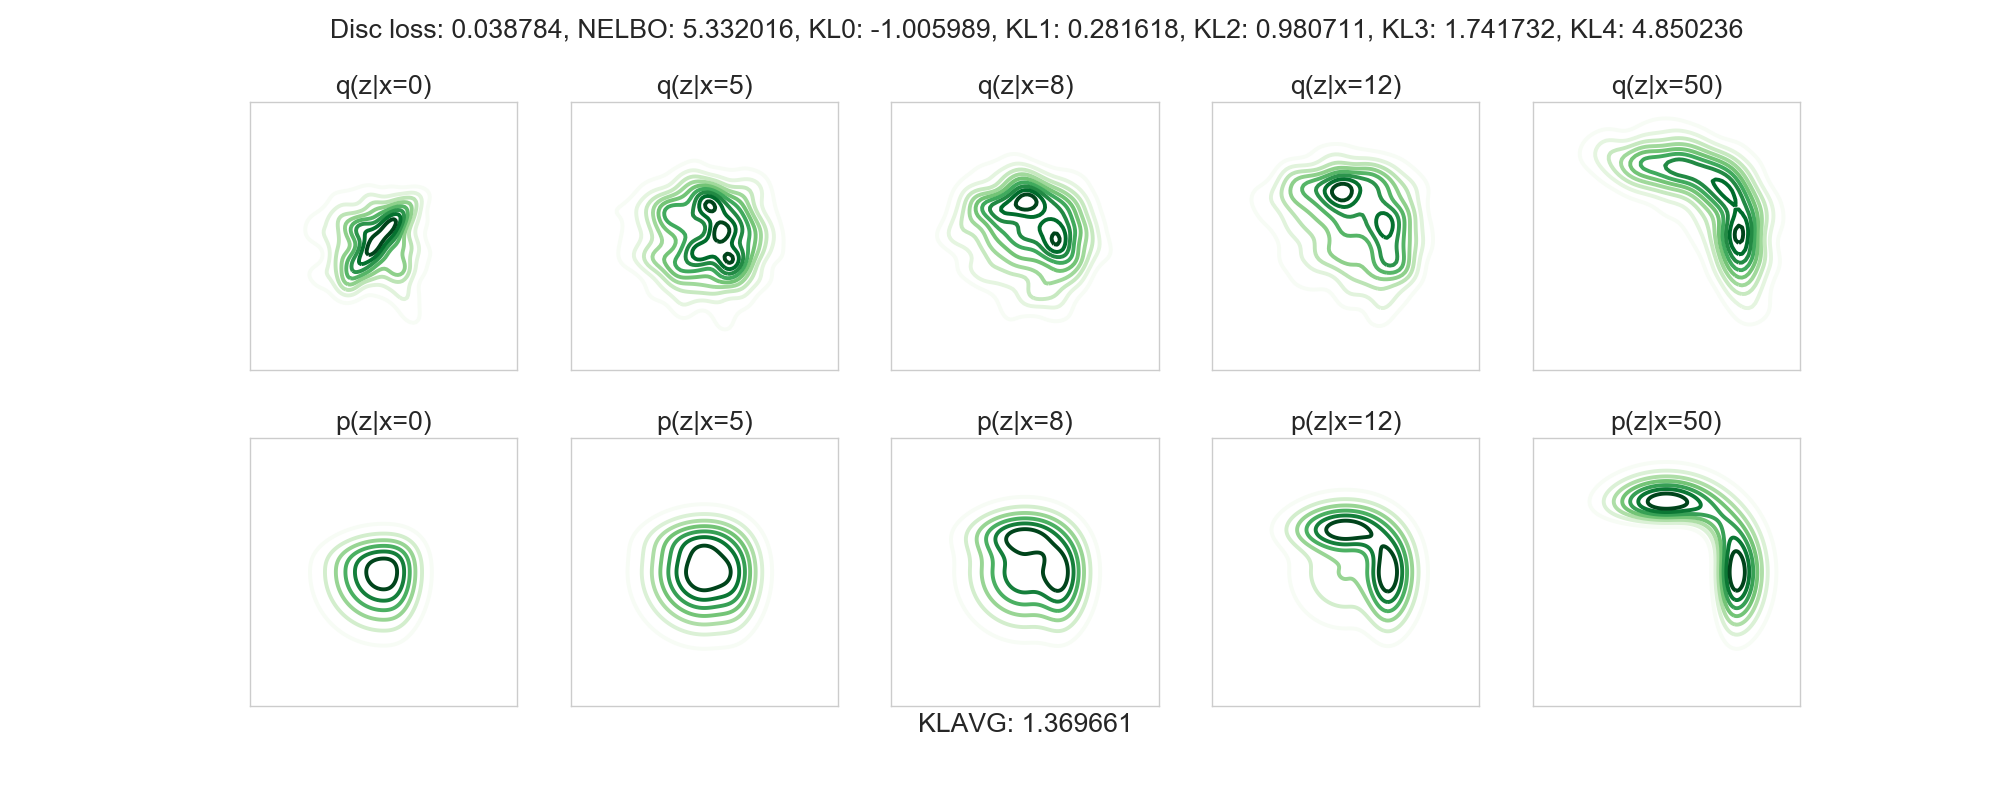 Disc loss: 0.038784, NELBO: 5.332016, KL0: -1.005989, KL1: 0.281618, KL2: 0.980711, KL3: 1.741732, KL4: 4.850236
q(z|x=0) q(z|x=5) q(z|x=8) q(z|x=12) q(z|x=50)
p(z|x=0) p(z|x=5) p(z|x=8) p(z|x=12) p(z|x=50)
KLAVG: 1.369661